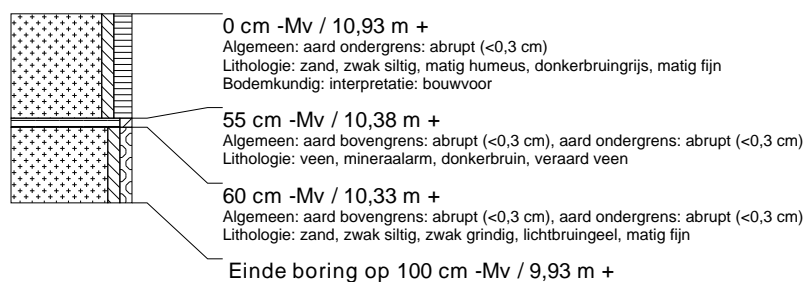 0 cm -Mv / 10,93 m +
Algemeen: aard ondergrens: abrupt (<0,3 cm)
Lithologie: zand, zwak siltig, matig humeus, donkerbruingrijs, matig fijn
Bodemkundig: interpretatie: bouwvoor
55 cm -Mv / 10,38 m +
Algemeen: aard bovengrens: abrupt (<0,3 cm), aard ondergrens: abrupt (<0,3 cm)
Lithologie: veen, mineraalarm, donkerbruin, veraard veen
60 cm -Mv / 10,33 m +
Algemeen: aard bovengrens: abrupt (<0,3 cm), aard ondergrens: abrupt (<0,3 cm)
Lithologie: zand, zwak siltig, zwak grindig, lichtbruingeel, matig fijn
Einde boring op 100 cm -Mv / 9,93 m +